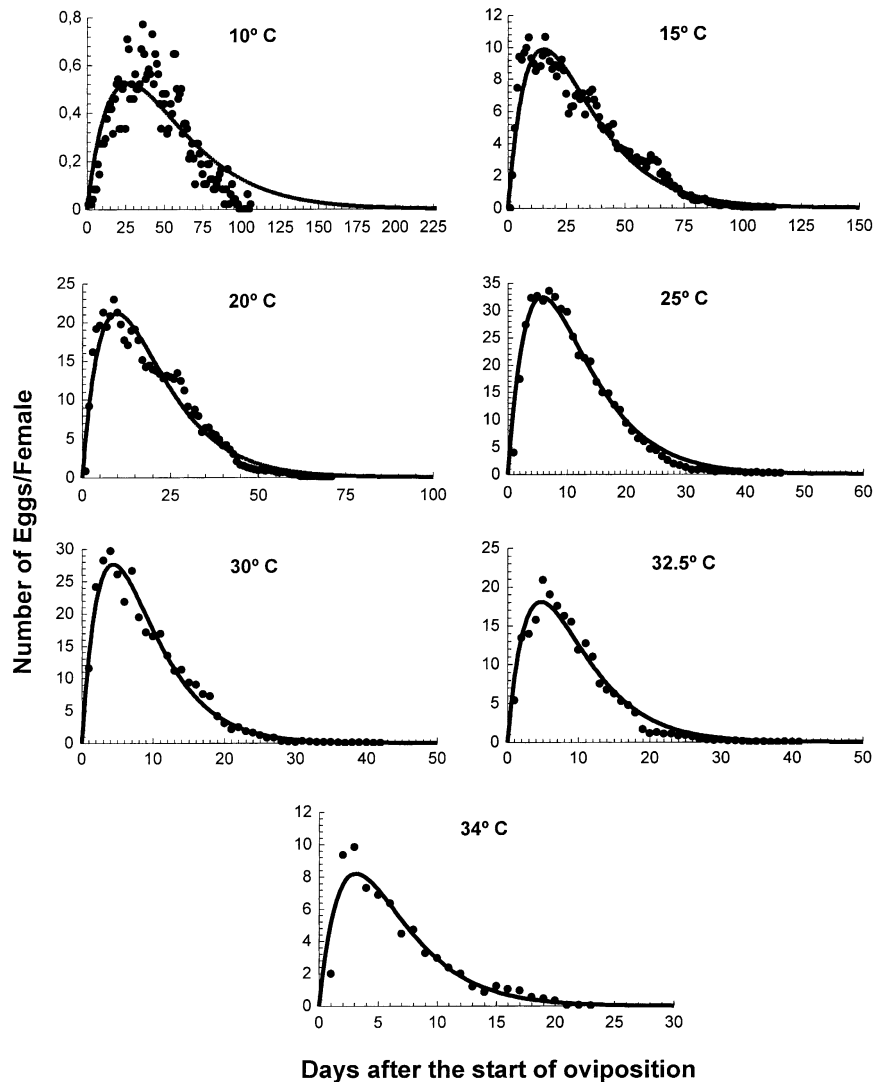 10º C
0,8
0,6
0,4
0,2
0
0 25 50 75 100 125 150 175 200 225
15º C
12
10
8
6
4
2
0
0 25 50 75 100 125 150
20º C
25
20
15
10
5
0
0 25 50 75 100
25º C
35
30
25
20
15
10
5
0
0 10 20 30 40 50 60
Number of Eggs/Female
30º C
30
25
20
15
10
5
0
0 10 20 30 40 50
32.5º C
25
20
15
10
5
0
0 10 20 30 40 50
34º C
12
10
8
6
4
2
0
0 5 10 15 20 25 30
Days after the start of oviposition